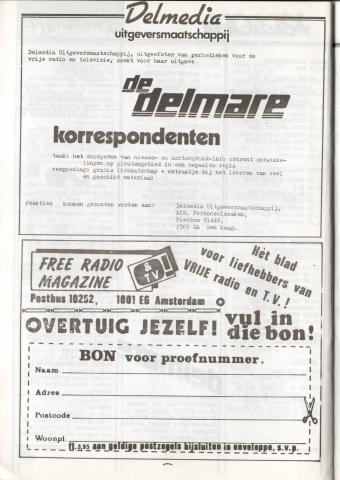 Delmedia
uitgeversmaatschappij
Delmedia Uitgeversmaatschappij, uitgeefster van periodieken voor de
vrije radio en televisie, zoekt voor haar uitgave
de
delmare
korrespondenten
taak: het doorgeven van nieuws- en achtergrond-info omtrent ontwikke-
lingen op piratengebied in een bepaalde regio
vergoeding: gratis lidmaatschap + extraatje bij het leveren van veel
en geschikt materiaal
reakties kunnen gezonden worden aan: Delmedia Uitgeversmaatschappij,
Afd. Personeelszaken,
Postbus 91448,
2509 EA Den Haag.
FREE RADIO
& T.V.!
MAGAZINE
Postbus 10252, 1001 EG Amsterdam
Hét blad
voor liefhebbers van
VRIJE radio en T.V.!
OVERTUIG JEZELF! vul in
die bon!
BON voor proefnummer.
Naam
Adres
Postcode
Woonpl.
fl.3,95 aan geldige postzegels bijsluiten in enveloppe, s.v.p.